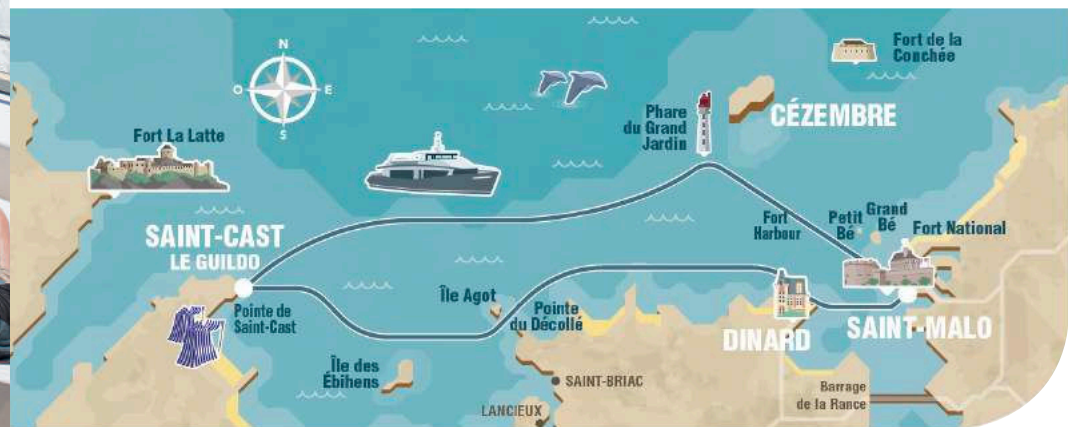 N
O
E
S
Fort de la
Conchée
Phare
du Grand
Jardin
CÉZEMBRE
Fort La Latte
SAINT-CAST
LE GUILDO
Fort
Harbour
Petit
Bé
Grand
Bé
Fort National
Pointe de
Saint-Cast
Île Agot
Pointe
du Décollé
DINARD
SAINT-MALO
Île des
Ébihens
SAINT-BRIAC
LANCIEUX
Barrage
de la Rance